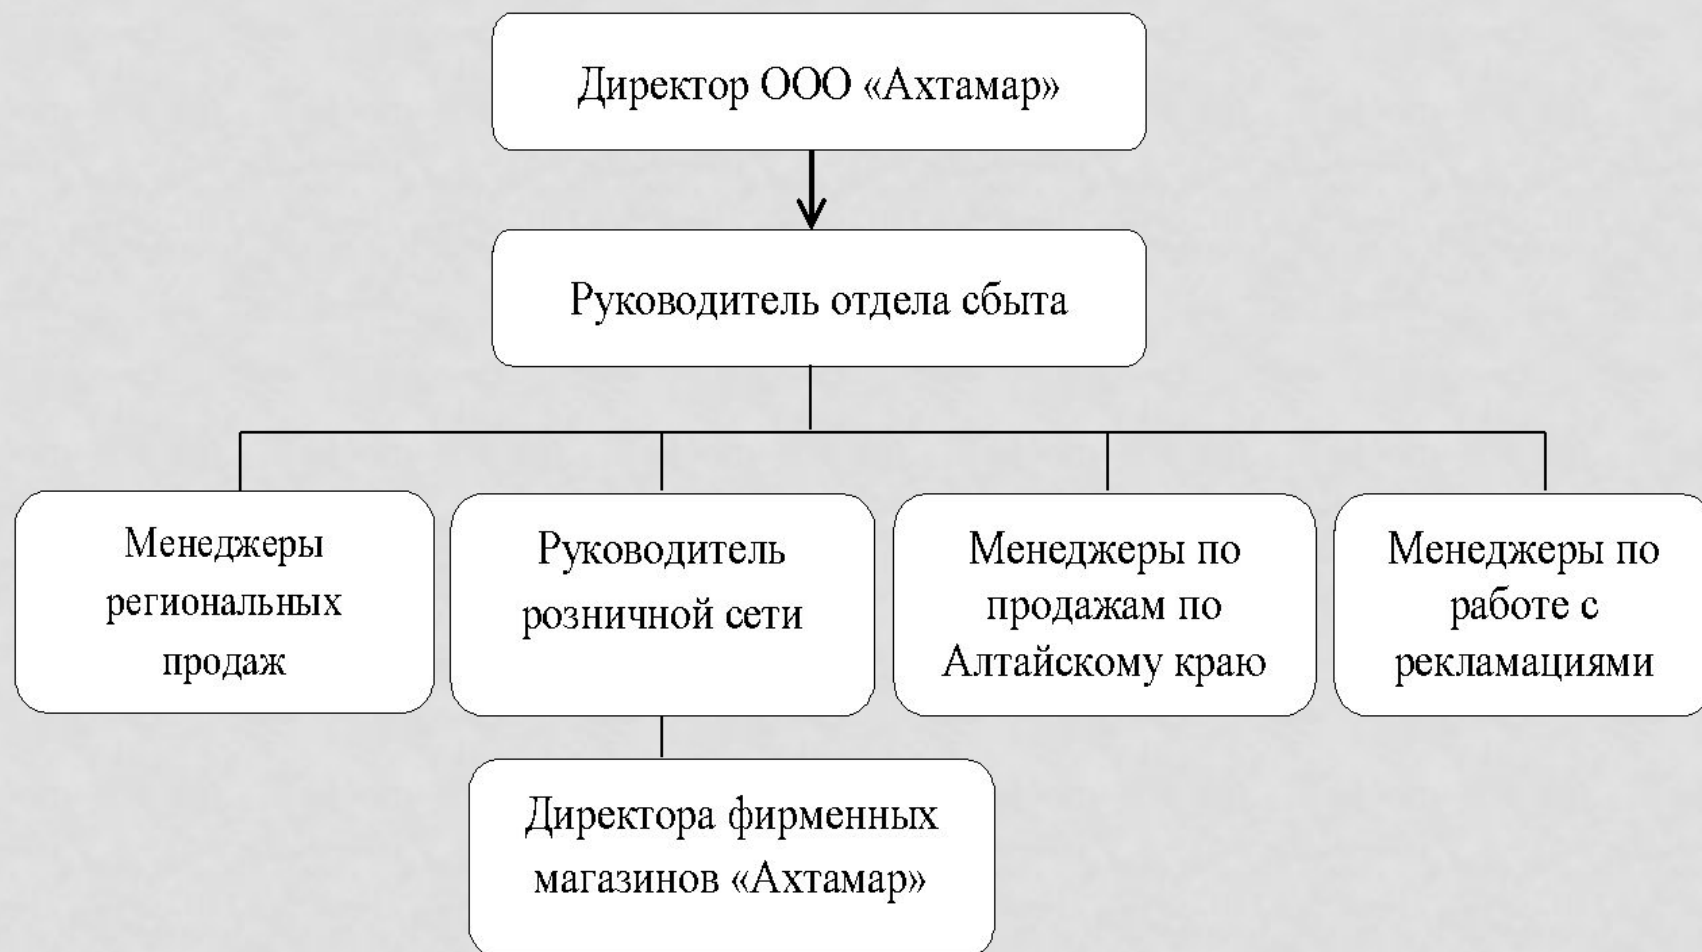 Директор ООО «Ахтамар»
Руководитель отдела сбыта
Менеджеры
региональных
продаж
Руководитель
розничной сети
Менеджеры по
продажам по
Алтайскому краю
Менеджеры по
работе с
рекламациями
Директора фирменных
магазинов «Ахтамар»